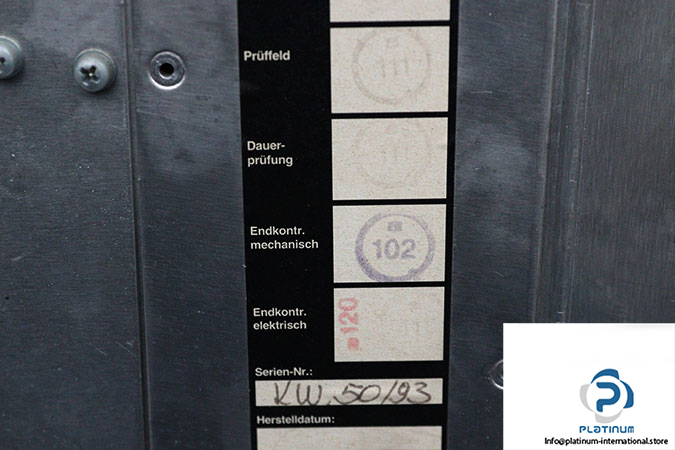 Prüffeld
111
Dauer-
prüfung
111
Endkontr.
mechanisch
102
Endkontr.
elektrisch
120
Serien-Nr.:
KW. 50/93
Herstelldatum:
PLATINUM
Info@platinum-international.store